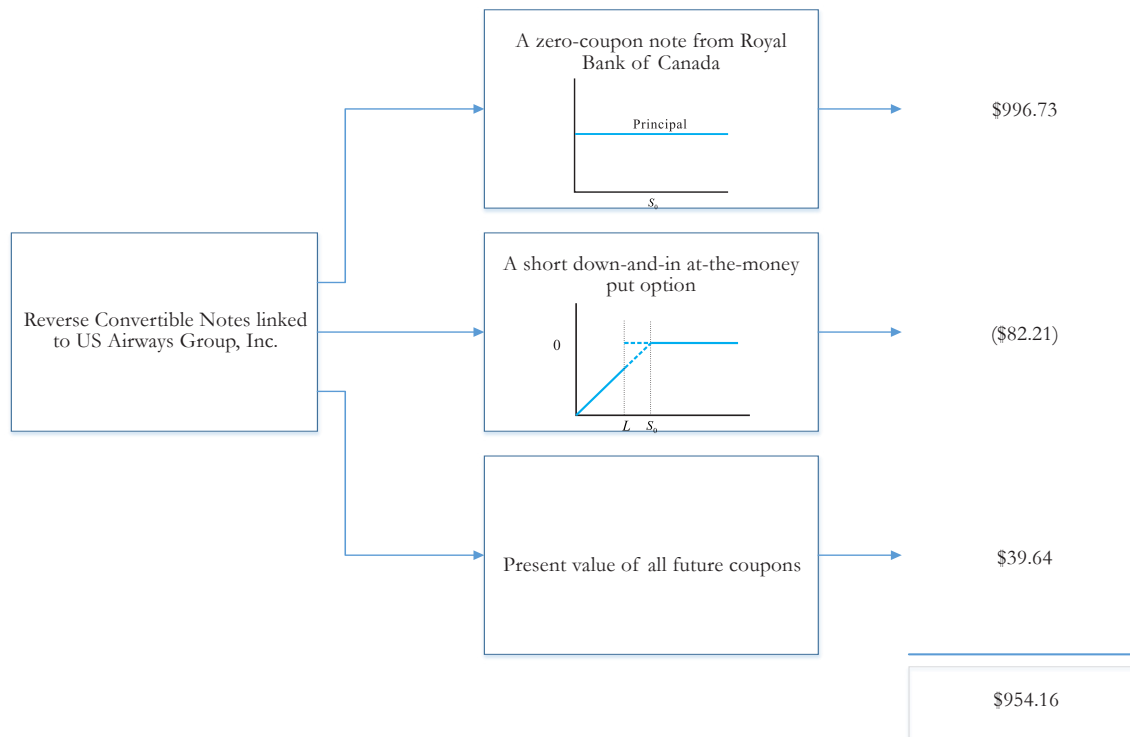 A zero-coupon note from Royal
Bank of Canada
Principal
S₀
$996.73
Reverse Convertible Notes linked
to US Airways Group, Inc.
A short down-and-in at-the-money
put option
0
L S₀
($82.21)
Present value of all future coupons
$39.64
$954.16